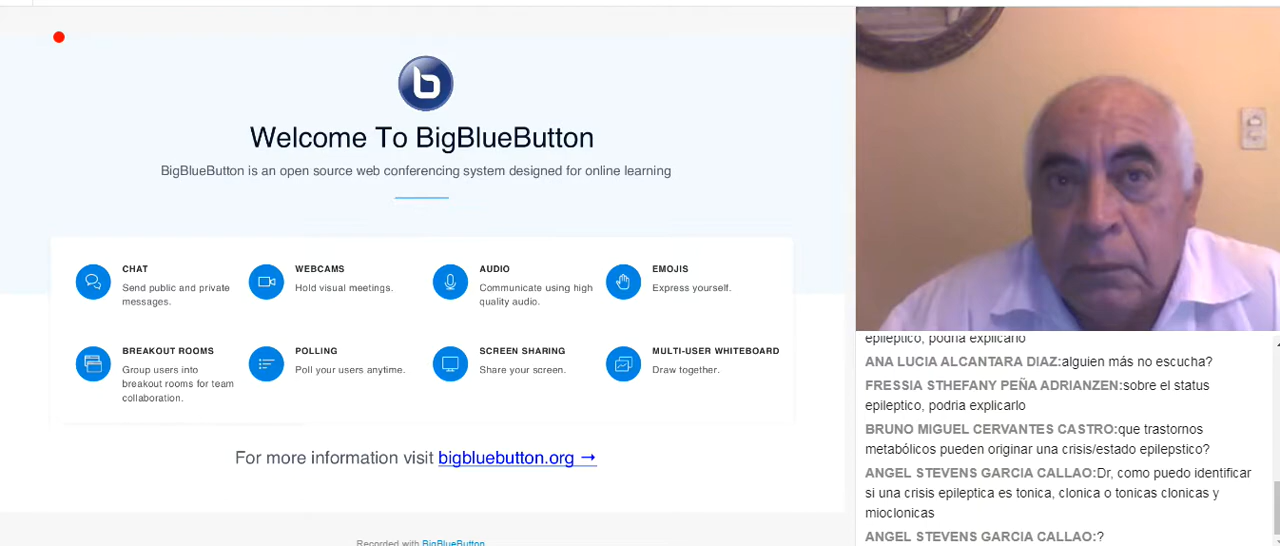 Welcome To BigBlueButton
BigBlueButton is an open source web conferencing system designed for online learning
CHAT
Send public and private
messages.
WEBCAMS
Hold visual meetings.
AUDIO
Communicate using high
quality audio.
EMOJIS
Express yourself.
BREAKOUT ROOMS
Group users into
breakout rooms for team
collaboration.
POLLING
Poll your users anytime.
SCREEN SHARING
Share your screen.
MULTI-USER WHITEBOARD
Draw together.
For more information visit bigbluebutton.org →
Recorded with BigBlueButton
epileptico, podria explicarlo
ANA LUCIA ALCANTARA DIAZ:alguien más no escucha?
FRESSIA STHEFANY PEÑA ADRIANZEN:sobre el status
epileptico, podria explicarlo
BRUNO MIGUEL CERVANTES CASTRO:que trastornos
metabólicos pueden originar una crisis/estado epilepstico?
ANGEL STEVENS GARCIA CALLAO:Dr, como puedo identificar
si una crisis epileptica es tonica, clonica o tonicas clonicas y
mioclonicas
ANGEL STEVENS GARCIA CALLAO:?